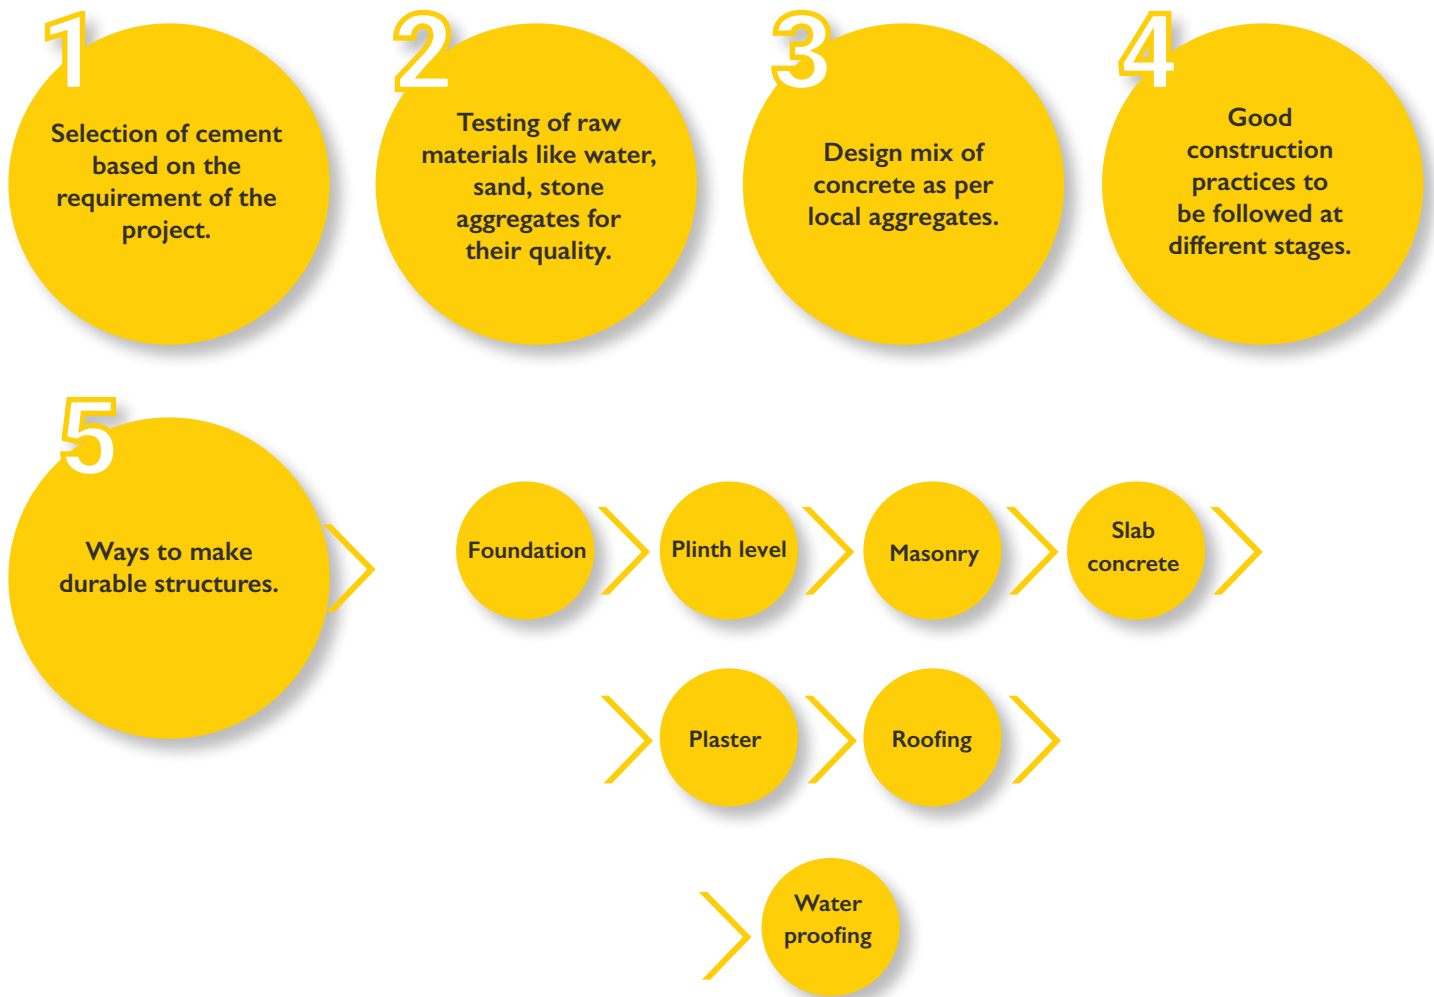 1
Selection of cement
based on the
requirement of the
project.
2
Testing of raw
materials like water,
sand, stone
aggregates for
their quality.
3
Design mix of
concrete as per
local aggregates.
4
Good
construction
practices to
be followed at
different stages.
5
Ways to make
durable structures.
Foundation
Plinth level
Masonry
Slab
concrete
Plaster
Roofing
Water
proofing